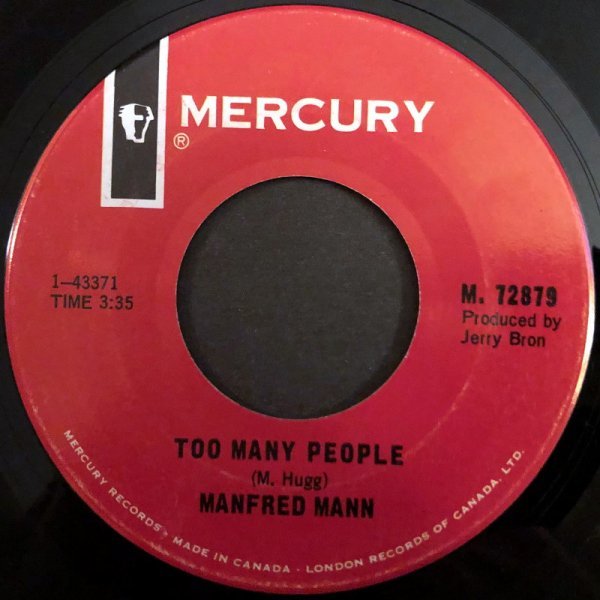 MERCURY
®
1–43371
TIME 3:35
M. 72879
Produced by
Jerry Bron
TOO MANY PEOPLE
(M. Hugg)
MANFRED MANN
MERCURY RECORDS - MADE IN CANADA - LONDON RECORDS OF CANADA, LTD.